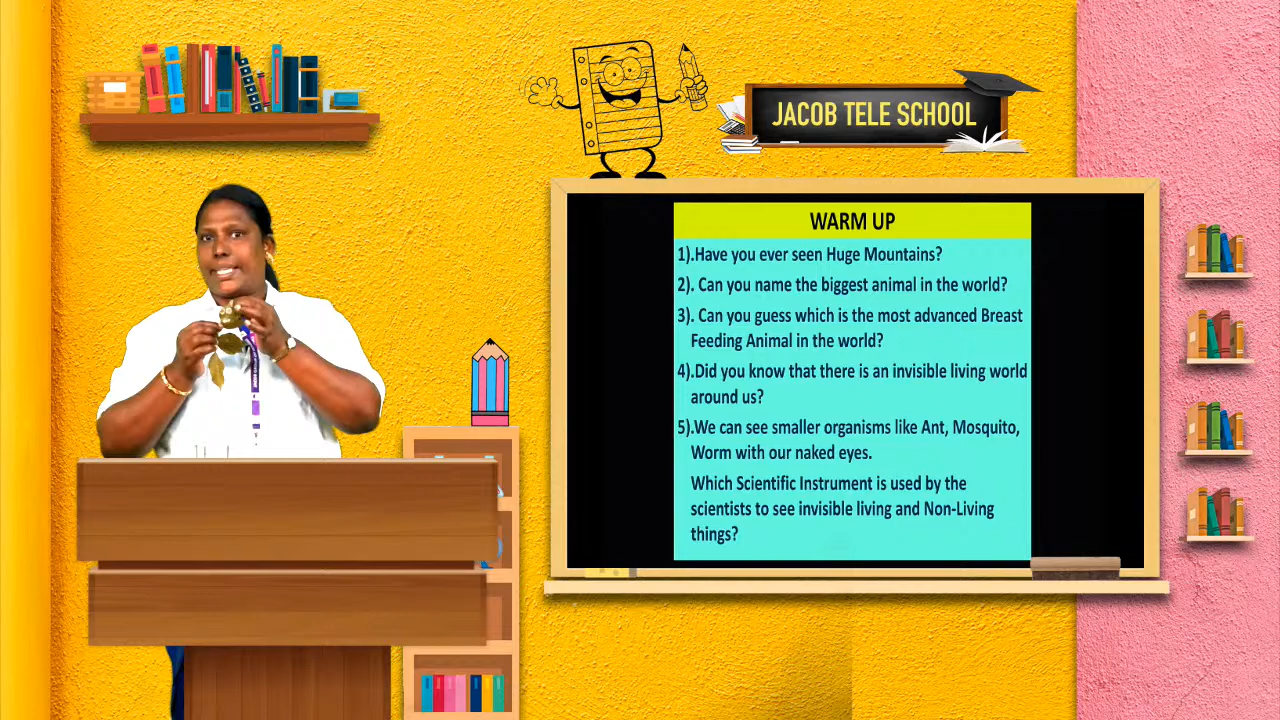 JACOB TELE SCHOOL
WARM UP
1).Have you ever seen Huge Mountains?
2). Can you name the biggest animal in the world?
3). Can you guess which is the most advanced Breast
Feeding Animal in the world?
4).Did you know that there is an invisible living world
around us?
5).We can see smaller organisms like Ant, Mosquito,
Worm with our naked eyes.
Which Scientific Instrument is used by the
scientists to see invisible living and Non-Living
things?